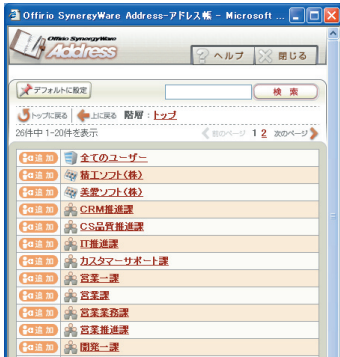 Offirio SynergyWare Address-アドレス帳 - Microsoft ...
Offirio SynergyWare
Address
ヘルプ 閉じる
デフォルトに設定 検 索
トップに戻る 上に戻る 階層 : トップ
26件中 1-20件を表示 前のページ 1 2 次のページ
追加 全てのユーザー
追加 精工ソフト(株)
追加 美愛ソフト(株)
追加 CRM推進課
追加 CS品質推進課
追加 IT推進課
追加 カスタマーサポート課
追加 営業一課
追加 営業課
追加 営業業務課
追加 営業推進課
追加 開発一課